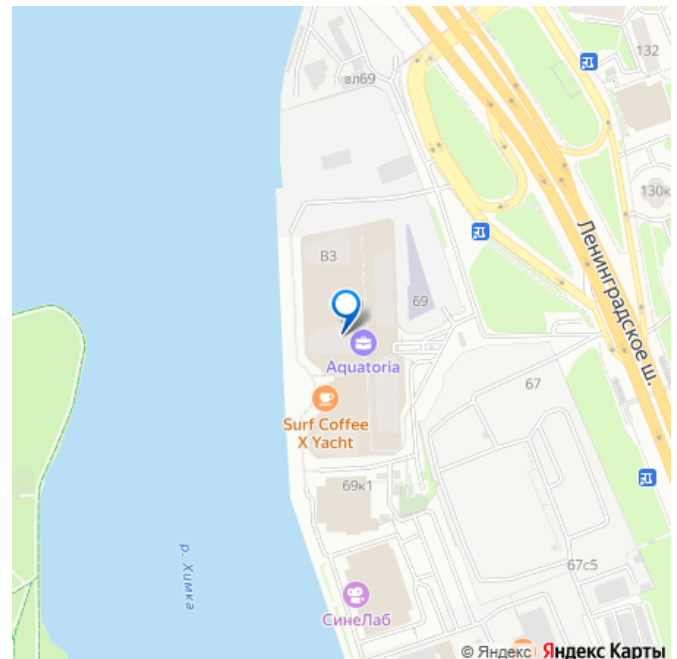 132
вл69
130к
Ленинградское ш.
В3
69
Aquatoria
67
Surf Coffee
X Yacht
69к1
р. Химка
67с5
СинеЛаб
© Яндекс Яндекс Карты